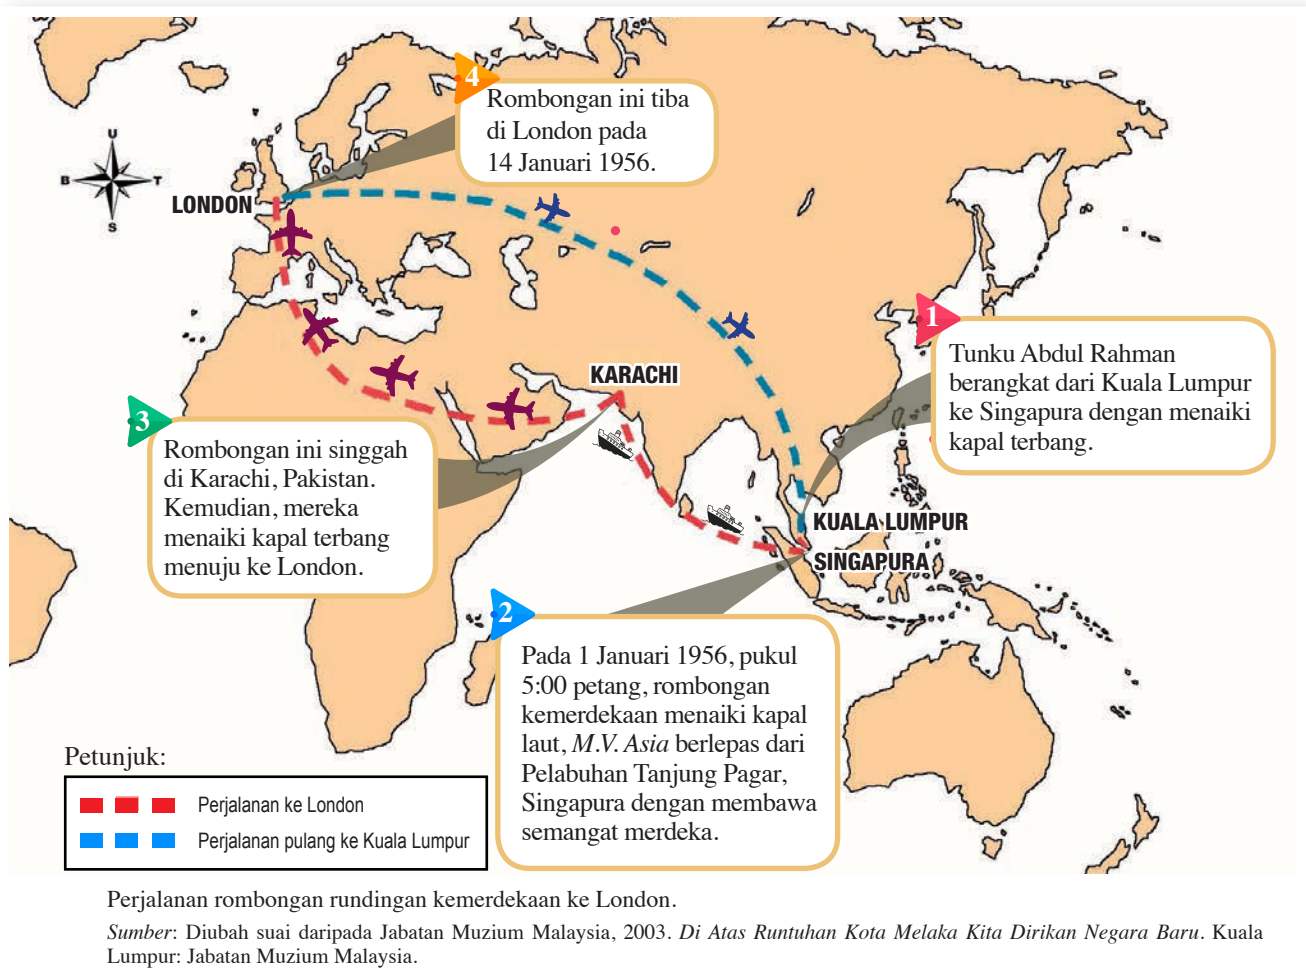 4
Rombongan ini tiba
di London pada
14 Januari 1956.
U
B
T
S
LONDON
1
Tunku Abdul Rahman
berangkat dari Kuala Lumpur
ke Singapura dengan menaiki
kapal terbang.
KARACHI
3
Rombongan ini singgah
di Karachi, Pakistan.
Kemudian, mereka
menaiki kapal terbang
menuju ke London.
KUALA LUMPUR
SINGAPURA
2
Pada 1 Januari 1956, pukul
5:00 petang, rombongan
kemerdekaan menaiki kapal
laut, M.V. Asia berlepas dari
Pelabuhan Tanjung Pagar,
Singapura dengan membawa
semangat merdeka.
Petunjuk:
Perjalanan ke London
Perjalanan pulang ke Kuala Lumpur
Perjalanan rombongan rundingan kemerdekaan ke London.
Sumber: Diubah suai daripada Jabatan Muzium Malaysia, 2003. Di Atas Runtuhan Kota Melaka Kita Dirikan Negara Baru. Kuala
Lumpur: Jabatan Muzium Malaysia.